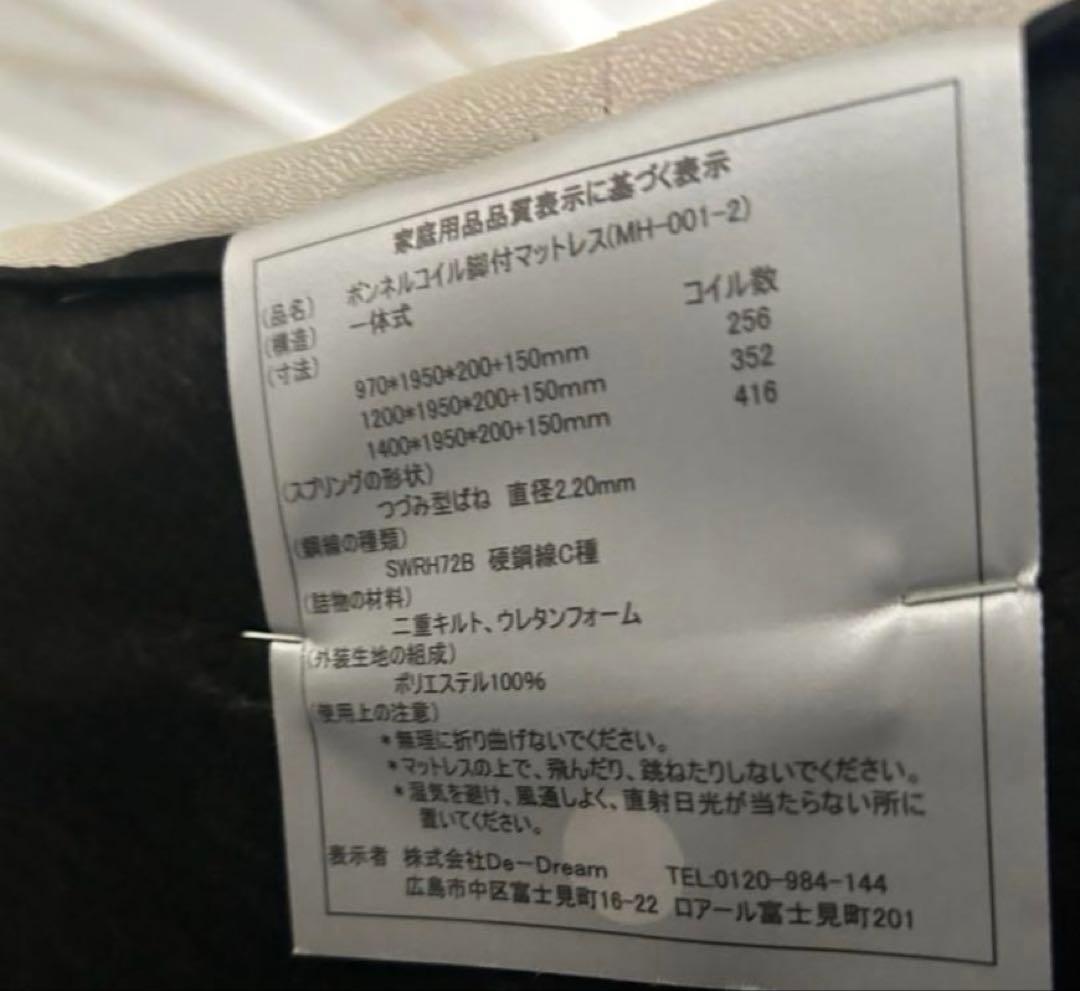 家庭用品品質表示に基づく表示
(品名) ボンネルコイル脚付マットレス(MH-001-2)
(構造) 一体式 コイル数
(寸法) 970*1950*200+150mm 256
1200*1950*200+150mm 352
1400*1950*200+150mm 416
(スプリングの形状)
つづみ型ばね 直径2.20mm
(鋼線の種類)
SWRH72B 硬鋼線C種
(詰物の材料)
二重キルト、ウレタンフォーム
(外装生地の組成)
ポリエステル100%
(使用上の注意)
*無理に折り曲げないでください。
*マットレスの上で、飛んだり、跳ねたりしないでください。
*湿気を避け、風通しよく、直射日光が当たらない所に
置いてください。
表示者 株式会社De-Dream TEL:0120-984-144
広島市中区富士見町16-22 ロアール富士見町201